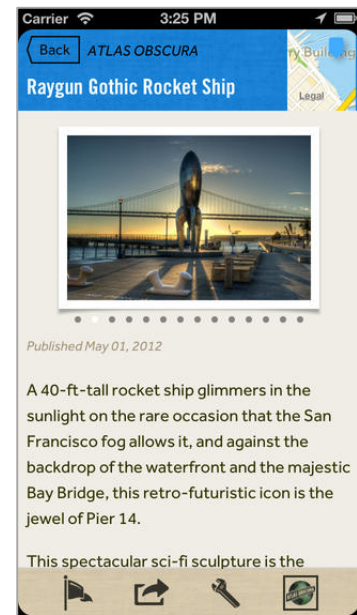 Carrier 3:25 PM
Back ATLAS OBSCURA
Raygun Gothic Rocket Ship
ry Building
Legal
Published May 01, 2012
A 40-ft-tall rocket ship glimmers in the
sunlight on the rare occasion that the San
Francisco fog allows it, and against the
backdrop of the waterfront and the majestic
Bay Bridge, this retro-futuristic icon is the
jewel of Pier 14.
This spectacular sci-fi sculpture is the